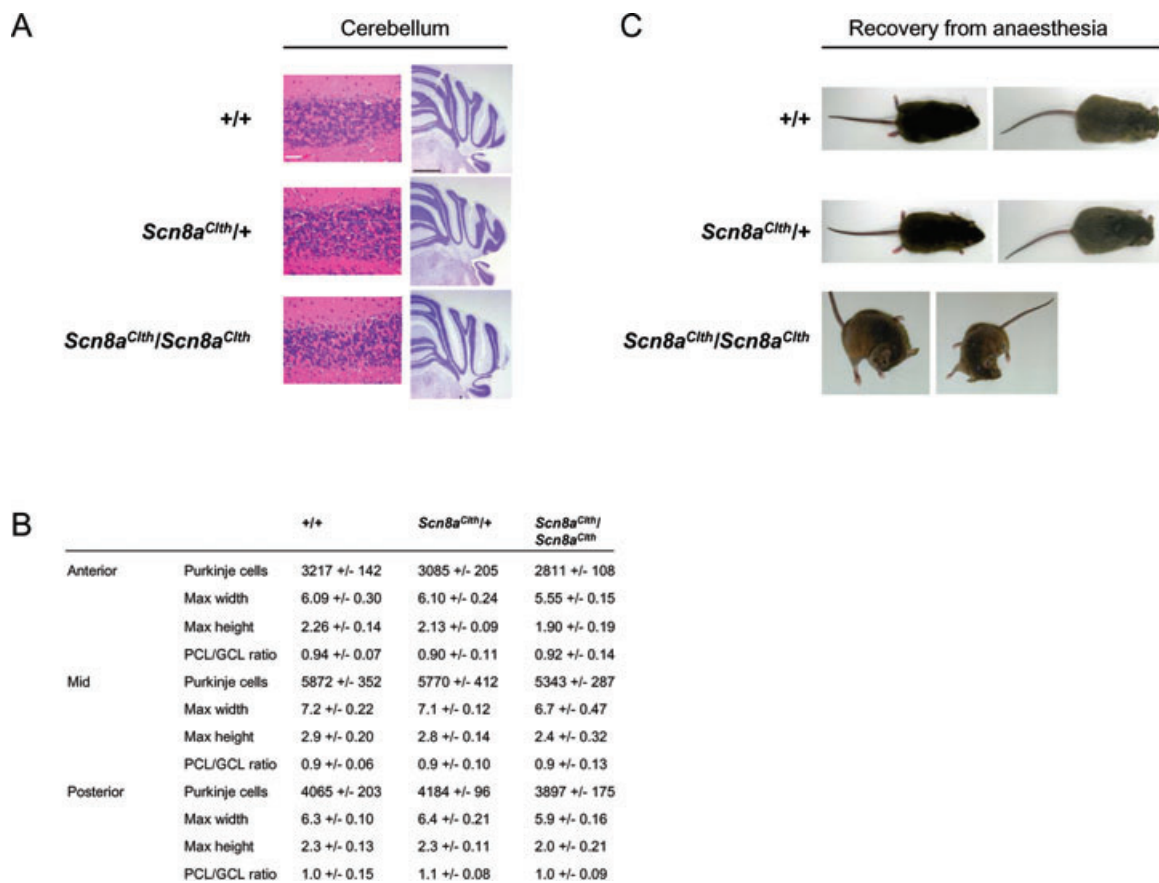 A
Cerebellum
+/+
Scn8aClth/+
Scn8aClth/Scn8aClth
C
Recovery from anaesthesia
+/+
Scn8aClth/+
Scn8aClth/Scn8aClth
B
+/+ Scn8aClth/+ Scn8aClth/
Scn8aClth
Anterior Purkinje cells 3217 +/- 142 3085 +/- 205 2811 +/- 108
Max width 6.09 +/- 0.30 6.10 +/- 0.24 5.55 +/- 0.15
Max height 2.26 +/- 0.14 2.13 +/- 0.09 1.90 +/- 0.19
PCL/GCL ratio 0.94 +/- 0.07 0.90 +/- 0.11 0.92 +/- 0.14
Mid Purkinje cells 5872 +/- 352 5770 +/- 412 5343 +/- 287
Max width 7.2 +/- 0.22 7.1 +/- 0.12 6.7 +/- 0.47
Max height 2.9 +/- 0.20 2.8 +/- 0.14 2.4 +/- 0.32
PCL/GCL ratio 0.9 +/- 0.06 0.9 +/- 0.10 0.9 +/- 0.13
Posterior Purkinje cells 4065 +/- 203 4184 +/- 96 3897 +/- 175
Max width 6.3 +/- 0.10 6.4 +/- 0.21 5.9 +/- 0.16
Max height 2.3 +/- 0.13 2.3 +/- 0.11 2.0 +/- 0.21
PCL/GCL ratio 1.0 +/- 0.15 1.1 +/- 0.08 1.0 +/- 0.09